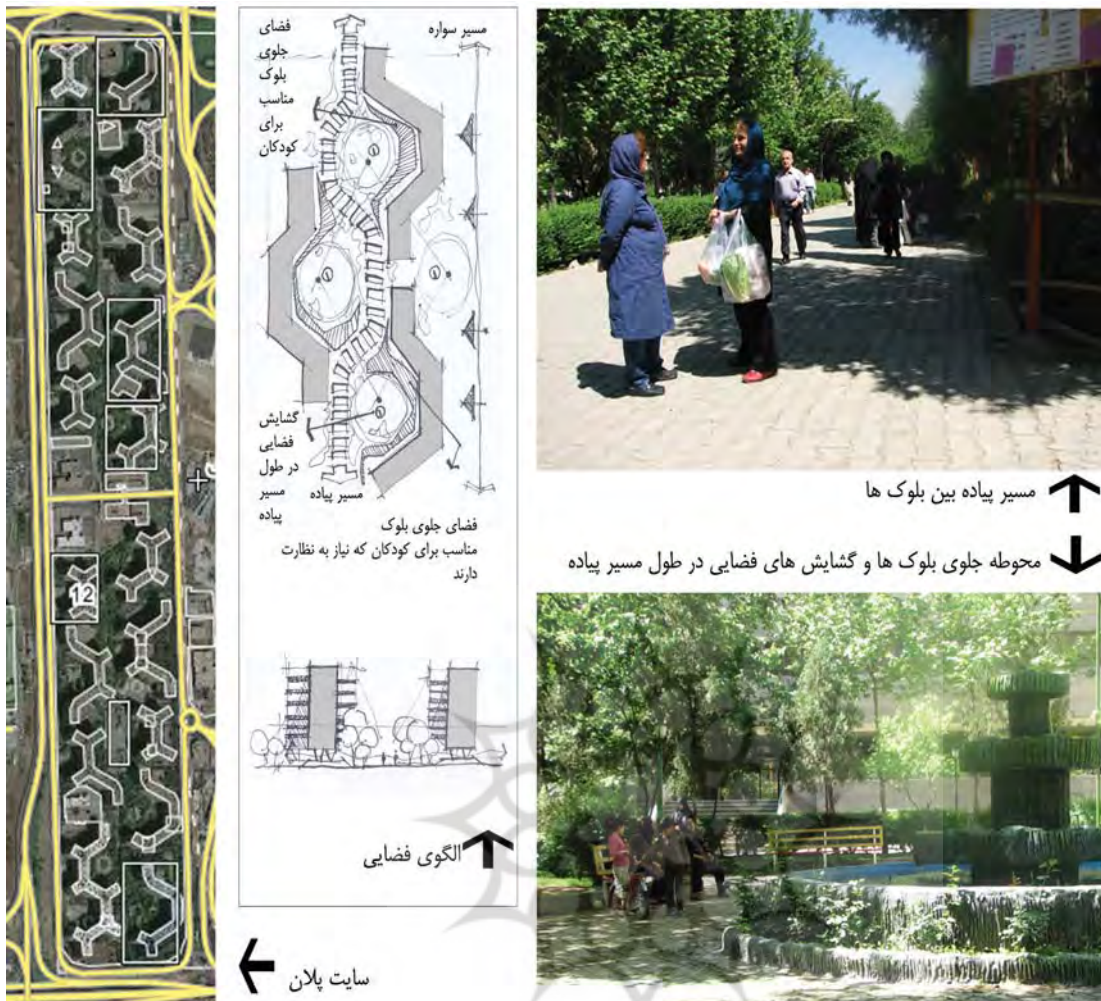 فضای
جلوی
بلوک
مناسب
برای
کودکان
مسیر سواره
گشایش
فضایی
در طول
مسیر
پیاده
مسیر پیاده
فضای جلوی بلوک
مناسب برای کودکان که نیاز به نظارت
دارند
الگوی فضایی
سایت پلان
12
مسیر پیاده بین بلوک ها
محوطه جلوی بلوک ها و گشایش های فضایی در طول مسیر پیاده